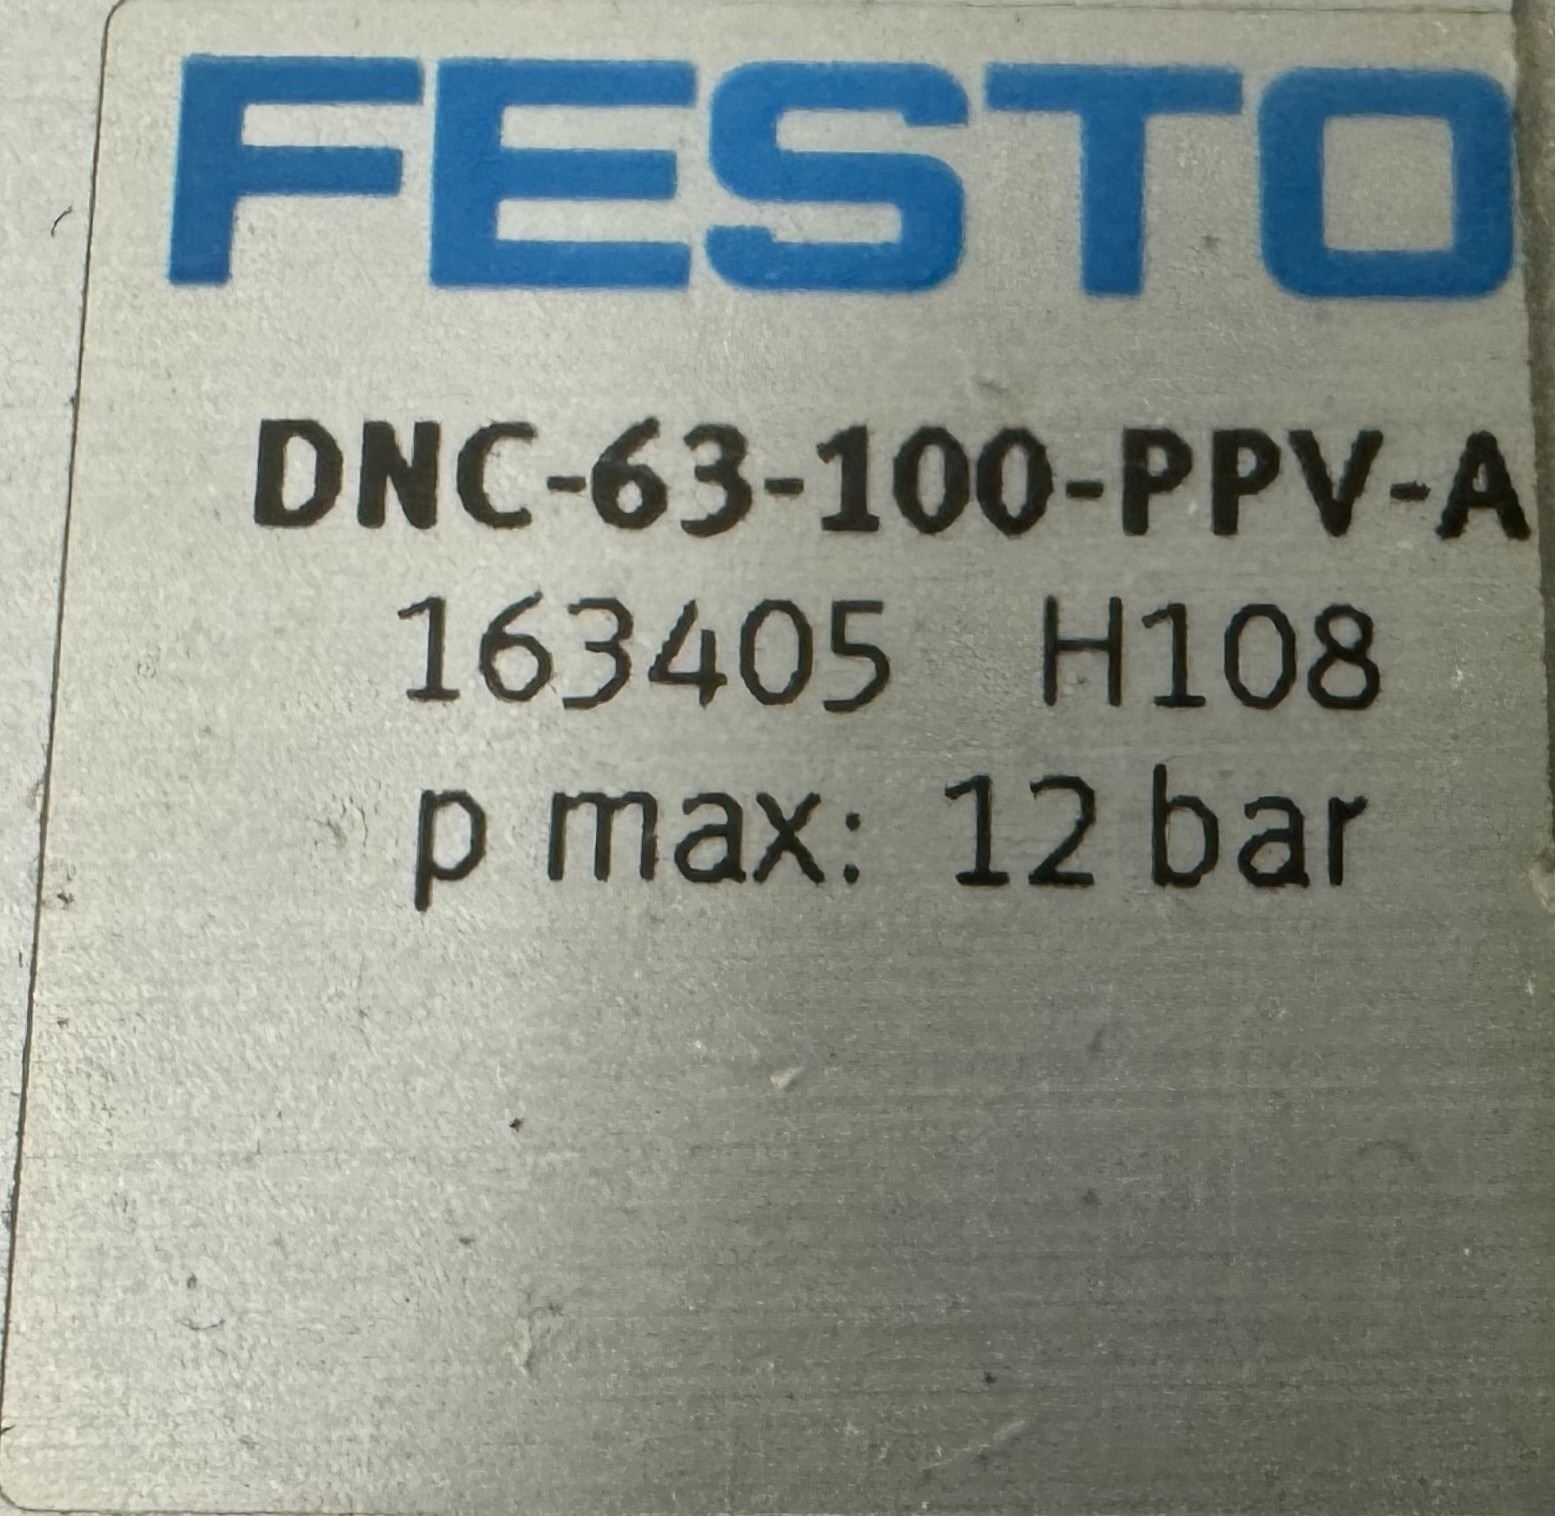 FESTO
DNC-63-100-PPV-A
163405 H108
p max: 12 bar